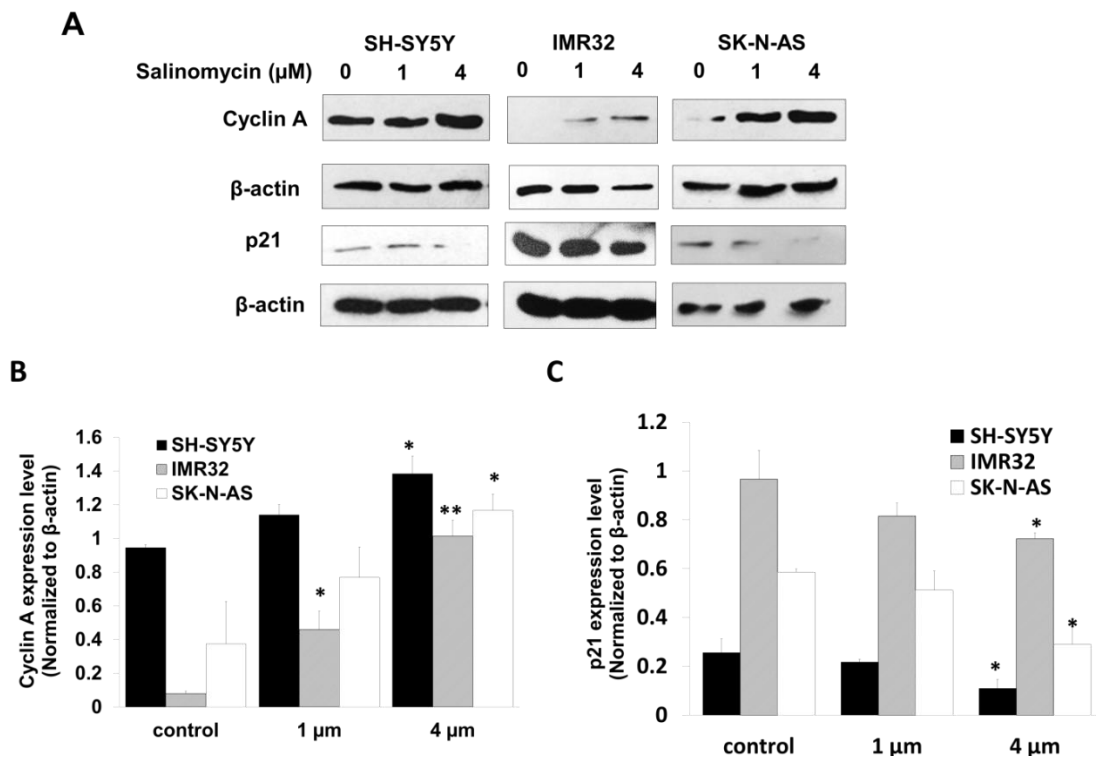 A
SH-SY5Y IMR32 SK-N-AS
Salinomycin (µM) 0 1 4 0 1 4 0 1 4
Cyclin A
β-actin
p21
β-actin
B
Cyclin A expression level
(Normalized to β-actin)
1.6
1.4
1.2
1
0.8
0.6
0.4
0.2
0
SH-SY5Y
IMR32
SK-N-AS
*
*
**
*
control 1 µm 4 µm
C
p21 expression level
(Normalized to β-actin)
1.2
1
0.8
0.6
0.4
0.2
0
SH-SY5Y
IMR32
SK-N-AS
*
*
*
control 1 µm 4 µm